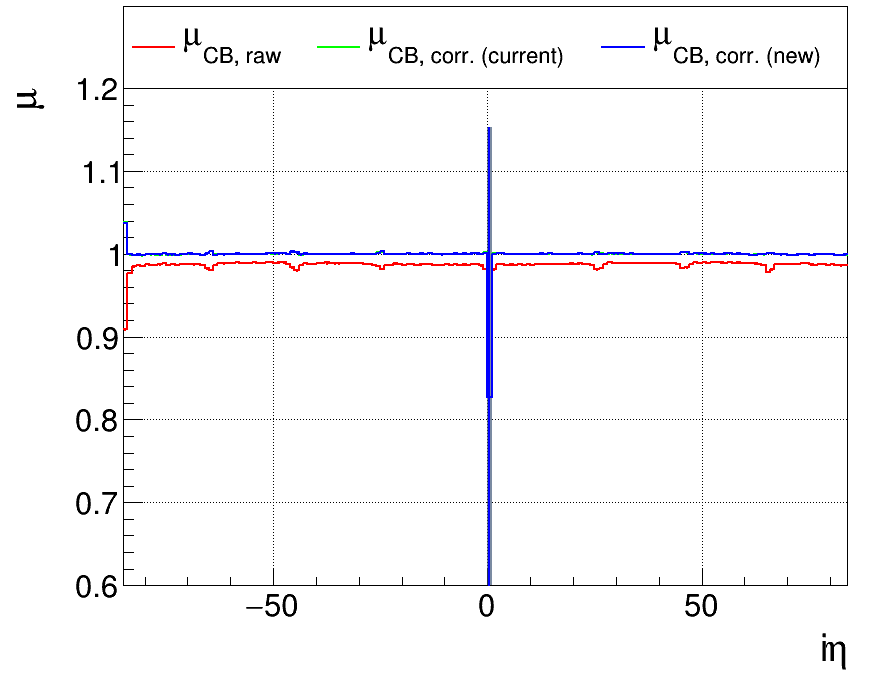 μCB, raw μCB, corr. (current) μCB, corr. (new)
μ
1.2
1.1
1
0.9
0.8
0.7
0.6
−50 0 50
iη